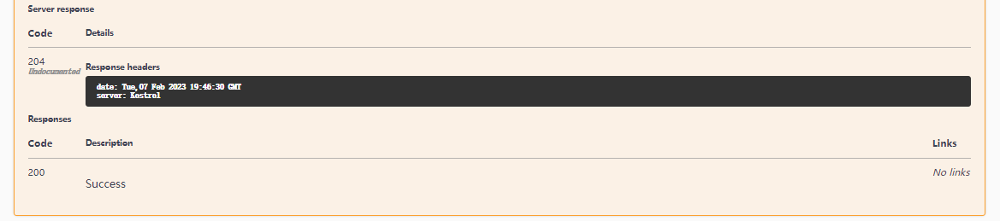 Server response
Code Details
204
Undocumented
Response headers
date: Tue,07 Feb 2023 19:46:30 GMT
server: Kestrel
Responses
Code Description Links
200 No links
Success